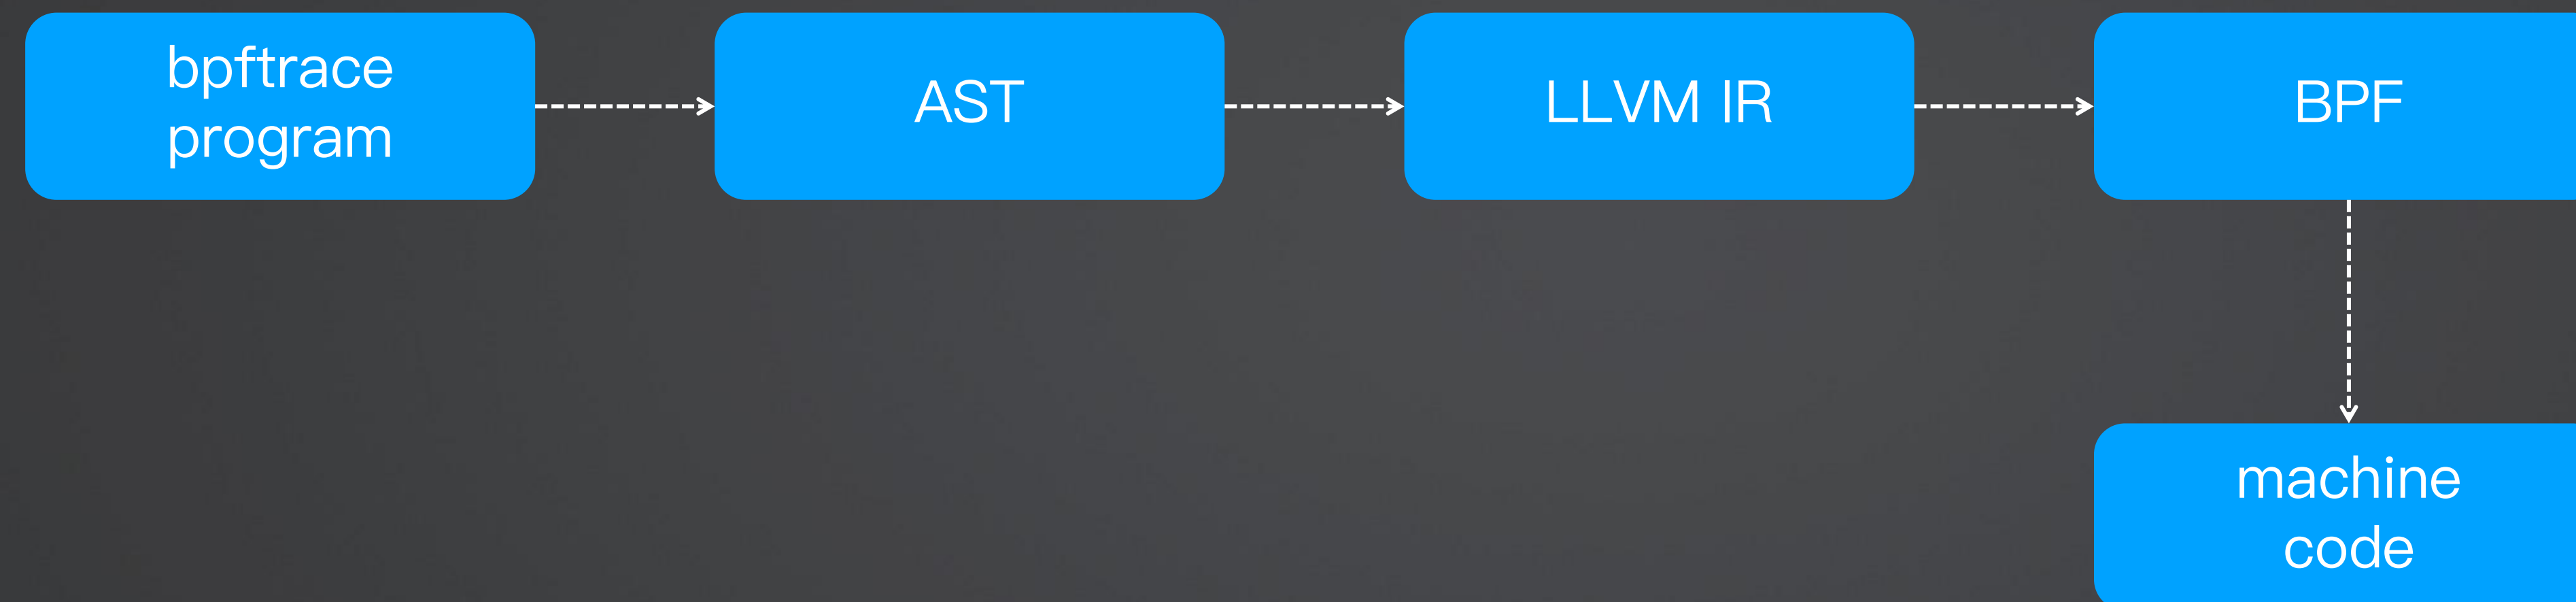 bpftrace
program
AST
LLVM IR
BPF
machine
code